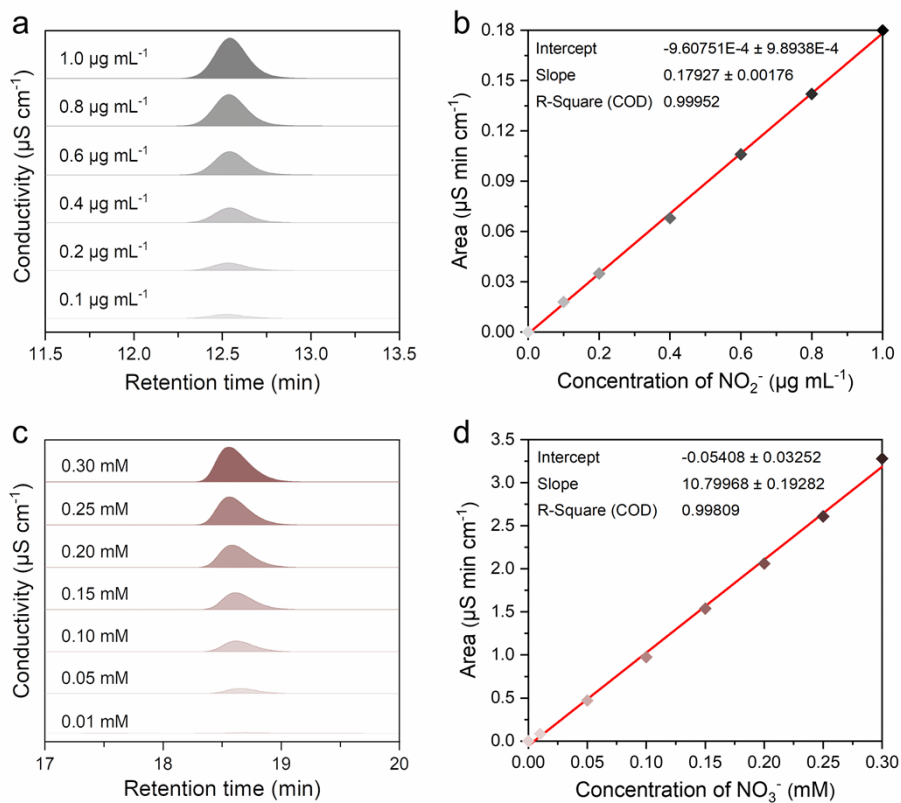 a
1.0 µg mL⁻¹
0.8 µg mL⁻¹
0.6 µg mL⁻¹
0.4 µg mL⁻¹
0.2 µg mL⁻¹
0.1 µg mL⁻¹
Conductivity (µS cm⁻¹)
11.5 12.0 12.5 13.0 13.5
Retention time (min)
b
Intercept -9.60751E-4 ± 9.8938E-4
Slope 0.17927 ± 0.00176
R-Square (COD) 0.99952
0.18
0.15
0.12
0.09
0.06
0.03
0.00
Area (µS min cm⁻¹)
0.0 0.2 0.4 0.6 0.8 1.0
Concentration of NO₂⁻ (µg mL⁻¹)
c
0.30 mM
0.25 mM
0.20 mM
0.15 mM
0.10 mM
0.05 mM
0.01 mM
Conductivity (µS cm⁻¹)
17 18 19 20
Retention time (min)
d
Intercept -0.05408 ± 0.03252
Slope 10.79968 ± 0.19282
R-Square (COD) 0.99809
3.5
3.0
2.5
2.0
1.5
1.0
0.5
0.0
Area (µS min cm⁻¹)
0.00 0.05 0.10 0.15 0.20 0.25 0.30
Concentration of NO₃⁻ (mM)